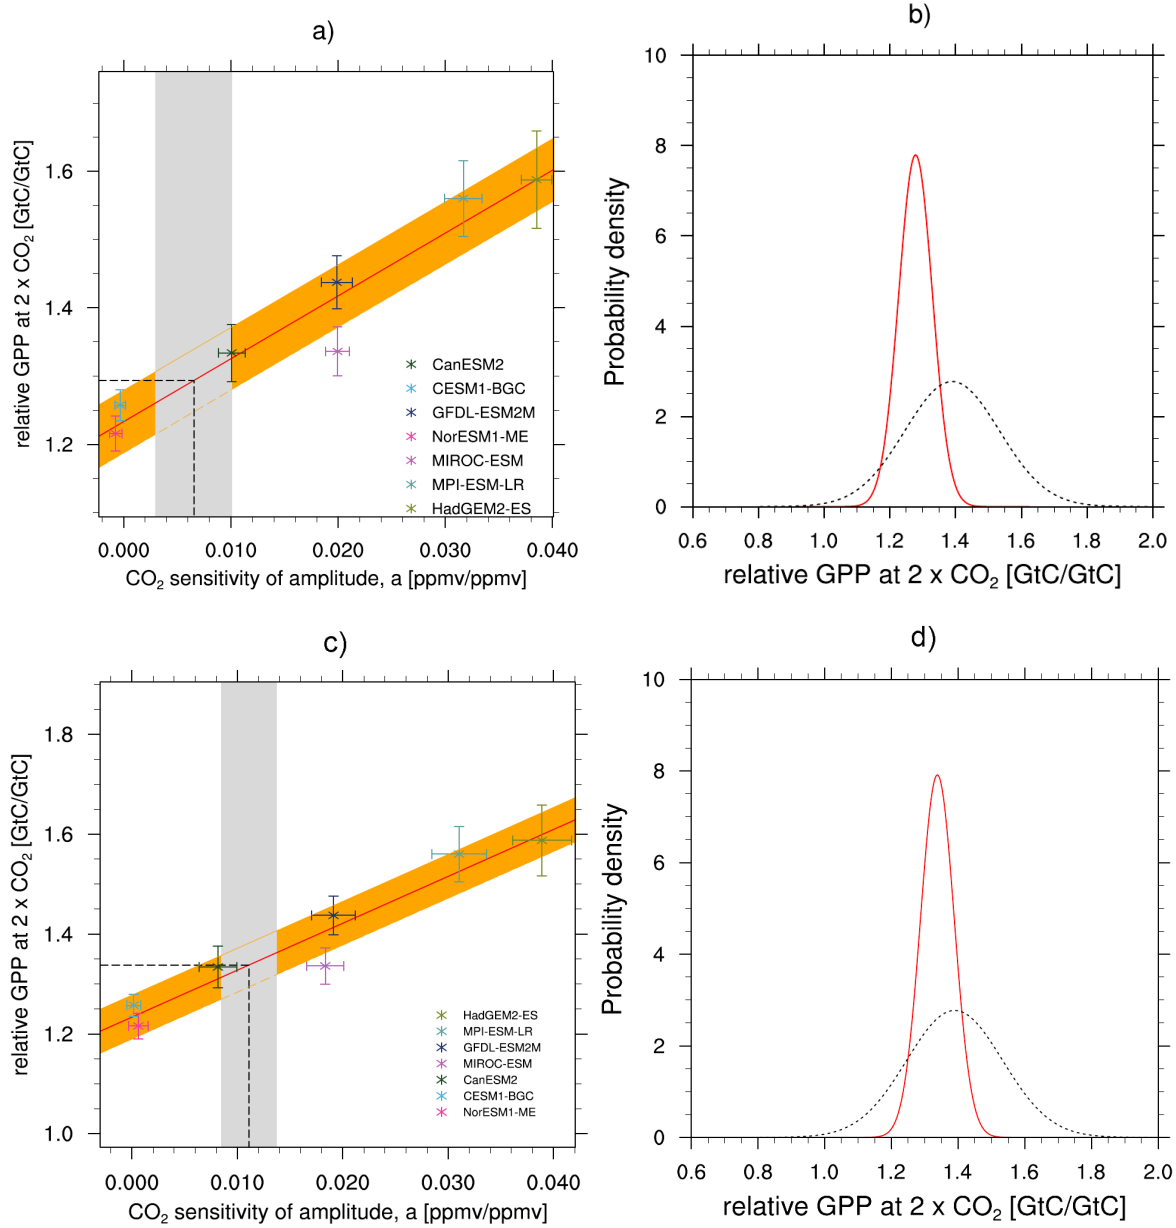 a)
relative GPP at 2 x CO₂ [GtC/GtC]
1.6
1.4
1.2
CanESM2
CESM1-BGC
GFDL-ESM2M
NorESM1-ME
MIROC-ESM
MPI-ESM-LR
HadGEM2-ES
0.000 0.010 0.020 0.030 0.040
CO₂ sensitivity of amplitude, a [ppmv/ppmv]
b)
Probability density
10
8
6
4
2
0
0.6 0.8 1.0 1.2 1.4 1.6 1.8 2.0
relative GPP at 2 x CO₂ [GtC/GtC]
c)
relative GPP at 2 x CO₂ [GtC/GtC]
1.8
1.6
1.4
1.2
1.0
HadGEM2-ES
MPI-ESM-LR
GFDL-ESM2M
MIROC-ESM
CanESM2
CESM1-BGC
NorESM1-ME
0.000 0.010 0.020 0.030 0.040
CO₂ sensitivity of amplitude, a [ppmv/ppmv]
d)
Probability density
10
8
6
4
2
0
0.6 0.8 1.0 1.2 1.4 1.6 1.8 2.0
relative GPP at 2 x CO₂ [GtC/GtC]